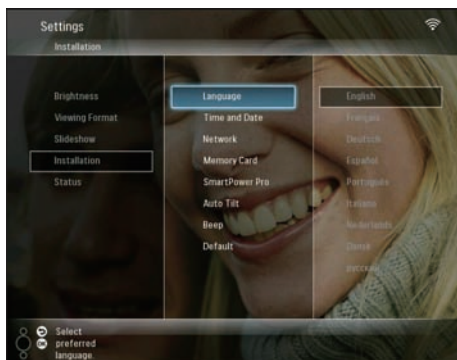 Settings
Installation
Brightness
Viewing Format
Slideshow
Installation
Status
Language
Time and Date
Network
Memory Card
SmartPower Pro
Auto Tilt
Beep
Default
English
Français
Deutsch
Español
Português
Italiano
Nederlands
Dansk
русский
OK
Select
preferred
language.